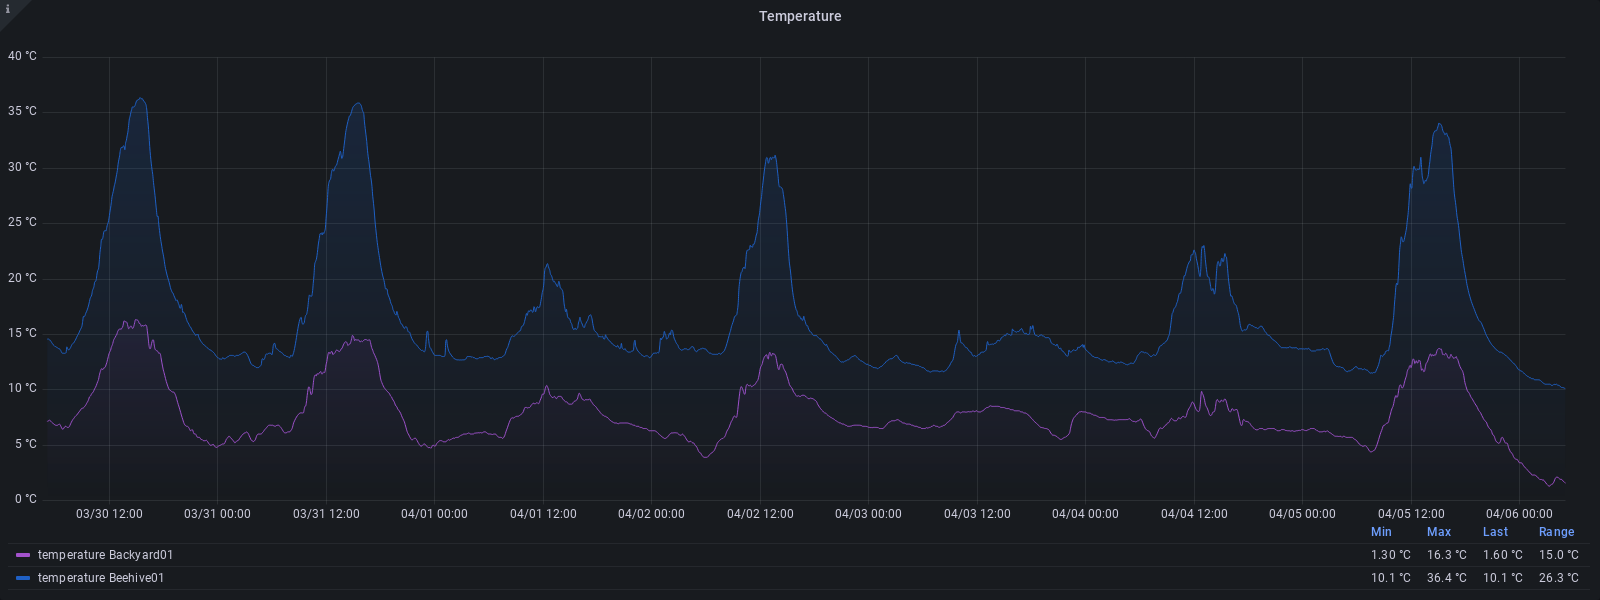 i
Temperature
40 °C
35 °C
30 °C
25 °C
20 °C
15 °C
10 °C
5 °C
0 °C
03/30 12:00 03/31 00:00 03/31 12:00 04/01 00:00 04/01 12:00 04/02 00:00 04/02 12:00 04/03 00:00 04/03 12:00 04/04 00:00 04/04 12:00 04/05 00:00 04/05 12:00 04/06 00:00
Min Max Last Range
temperature Backyard01 1.30 °C 16.3 °C 1.60 °C 15.0 °C
temperature Beehive01 10.1 °C 36.4 °C 10.1 °C 26.3 °C